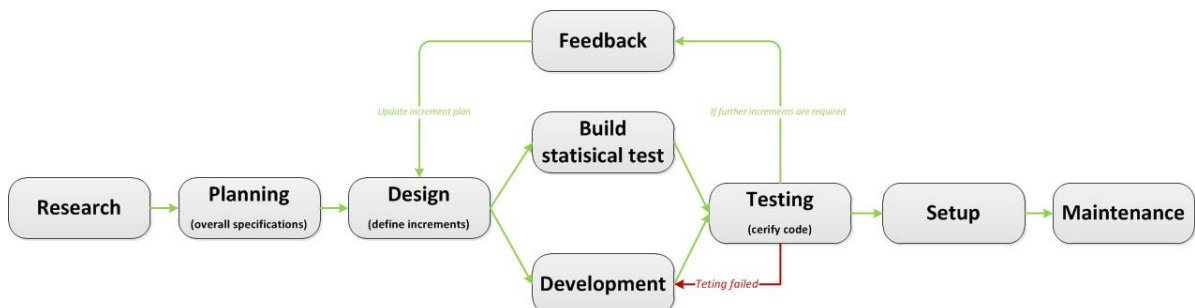 Feedback
Update increment plan
If further increments are required
Build
statisical test
Research
Planning
(overall specifications)
Design
(define increments)
Testing
(cerify code)
Setup
Maintenance
Development
Teting failed